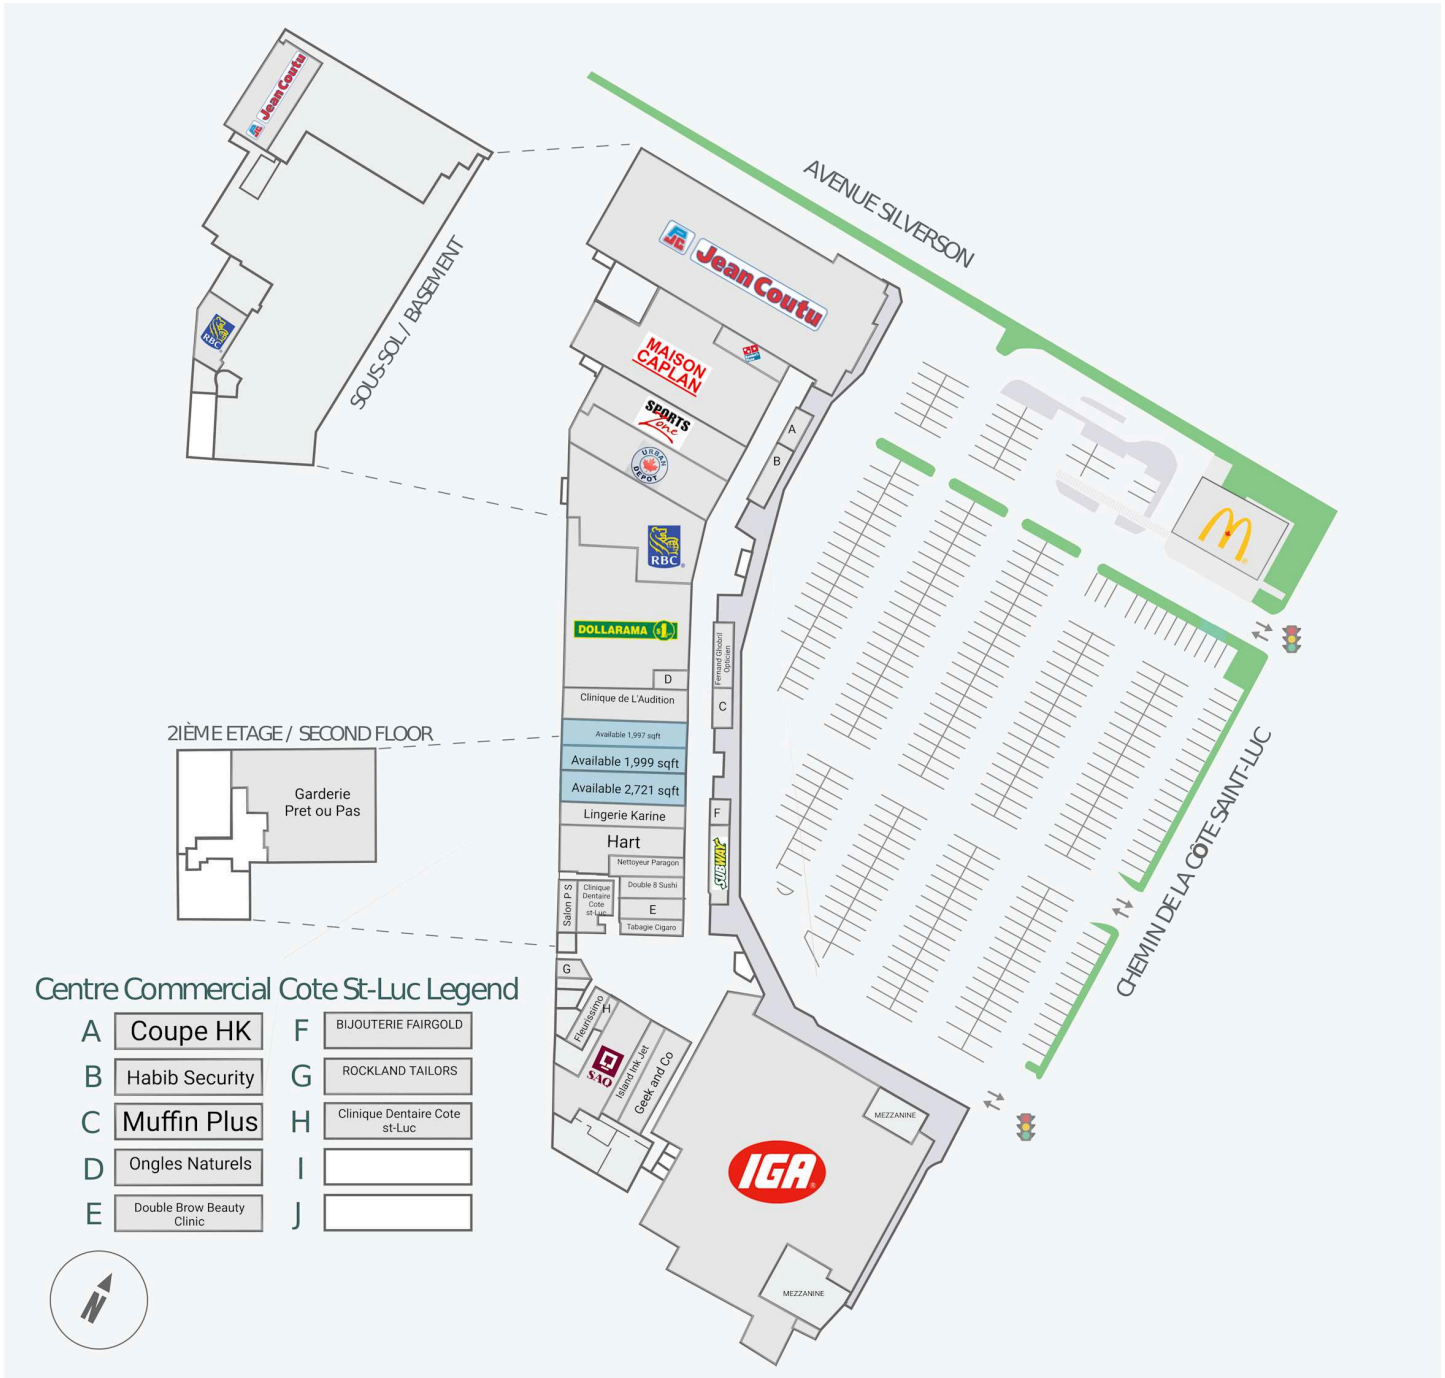 Jean Coutu
SOUS-SOL / BASEMENT
RBC
AVENUE SILVERSON
Jean Coutu
MAISON
CAPLAN
SPORTS
Zone
URBAN
DEPOT
A
B
RBC
DOLLARAMA $1
D
Fernand Ghobril
Opticien
Clinique de L'Audition
C
Available 1,997 sqft
Available 1,999 sqft
Available 2,721 sqft
Lingerie Karine
F
Hart
SUBWAY
Nettoyeur Paragon
Salon P S
Clinique
Dentaire
Cote
st-Luc
Double 8 Sushi
E
Tabagie Cigaro
G
Fleurissimo
H
SAQ
Island Ink Jet
Geek and Co
MEZZANINE
IGA
MEZZANINE
CHEMIN DE LA CÔTE SAINT-LUC
2IÈME ETAGE / SECOND FLOOR
Garderie
Pret ou Pas
Centre Commercial Cote St-Luc Legend
A Coupe HK
B Habib Security
C Muffin Plus
D Ongles Naturels
E Double Brow Beauty
Clinic
F BIJOUTERIE FAIRGOLD
G ROCKLAND TAILORS
H Clinique Dentaire Cote
st-Luc
I
J
N